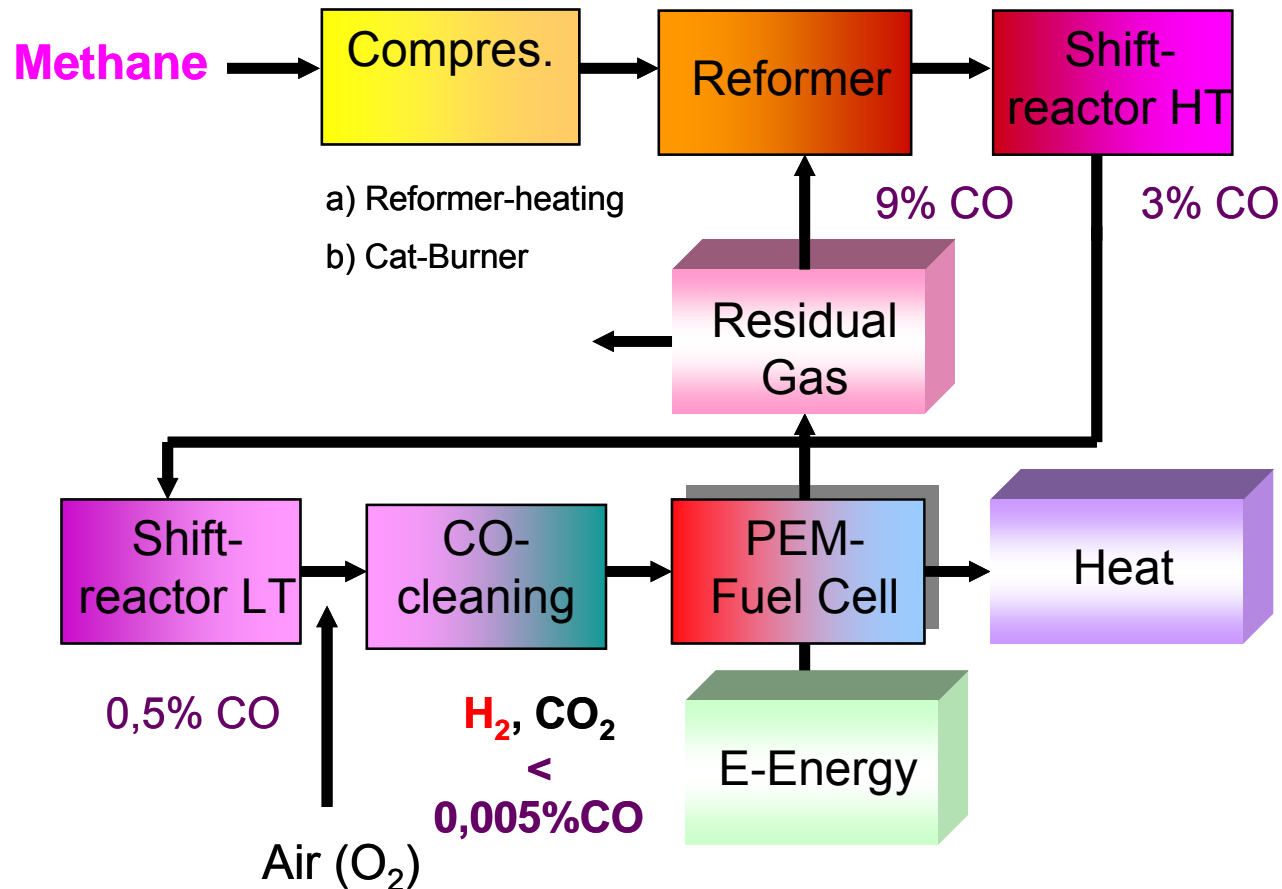 Methane
Compres.
Reformer
Shift-
reactor HT
a) Reformer-heating
b) Cat-Burner
9% CO
3% CO
Residual
Gas
Shift-
reactor LT
CO-
cleaning
PEM-
Fuel Cell
Heat
0,5% CO
H₂, CO₂
<
0,005%CO
E-Energy
Air (O₂)